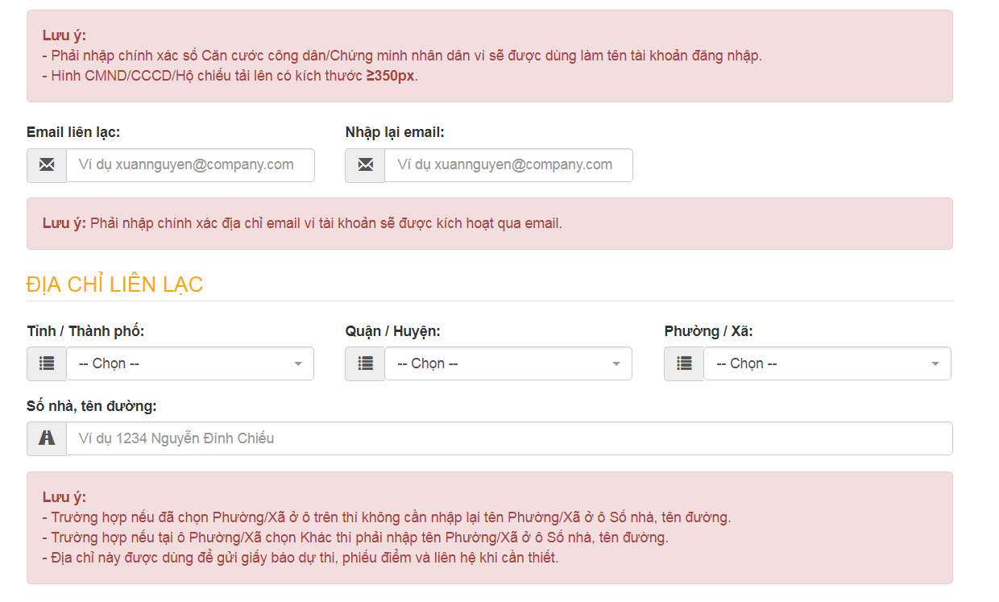 Lưu ý:
- Phải nhập chính xác số Căn cước công dân/Chứng minh nhân dân vì sẽ được dùng làm tên tài khoản đăng nhập.
- Hình CMND/CCCD/Hộ chiếu tải lên có kích thước ≥350px.
Email liên lạc: Nhập lại email:
Ví dụ xuannguyen@company.com Ví dụ xuannguyen@company.com
Lưu ý: Phải nhập chính xác địa chỉ email vì tài khoản sẽ được kích hoạt qua email.
ĐỊA CHỈ LIÊN LẠC
Tỉnh / Thành phố: Quận / Huyện: Phường / Xã:
-- Chọn -- -- Chọn -- -- Chọn --
Số nhà, tên đường:
Ví dụ 1234 Nguyễn Đình Chiểu
Lưu ý:
- Trường hợp nếu đã chọn Phường/Xã ở ô trên thì không cần nhập lại tên Phường/Xã ở ô Số nhà, tên đường.
- Trường hợp nếu tại ô Phường/Xã chọn Khác thì phải nhập tên Phường/Xã ở ô Số nhà, tên đường.
- Địa chỉ này được dùng để gửi giấy báo dự thi, phiếu điểm và liên hệ khi cần thiết.